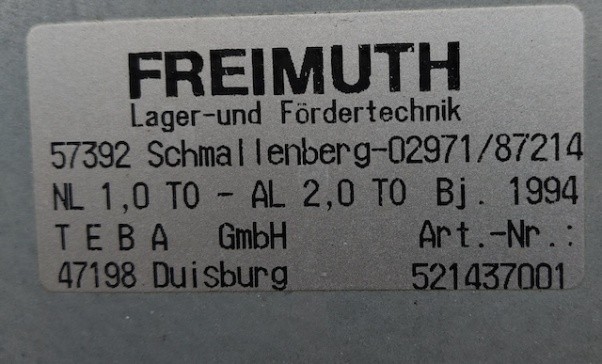 FREIMUTH
Lager-und Fördertechnik
57392 Schmallenberg-02971/87214
NL 1,0 TO - AL 2,0 TO Bj. 1994
TEBA GmbH Art.-Nr.:
47198 Duisburg 521437001